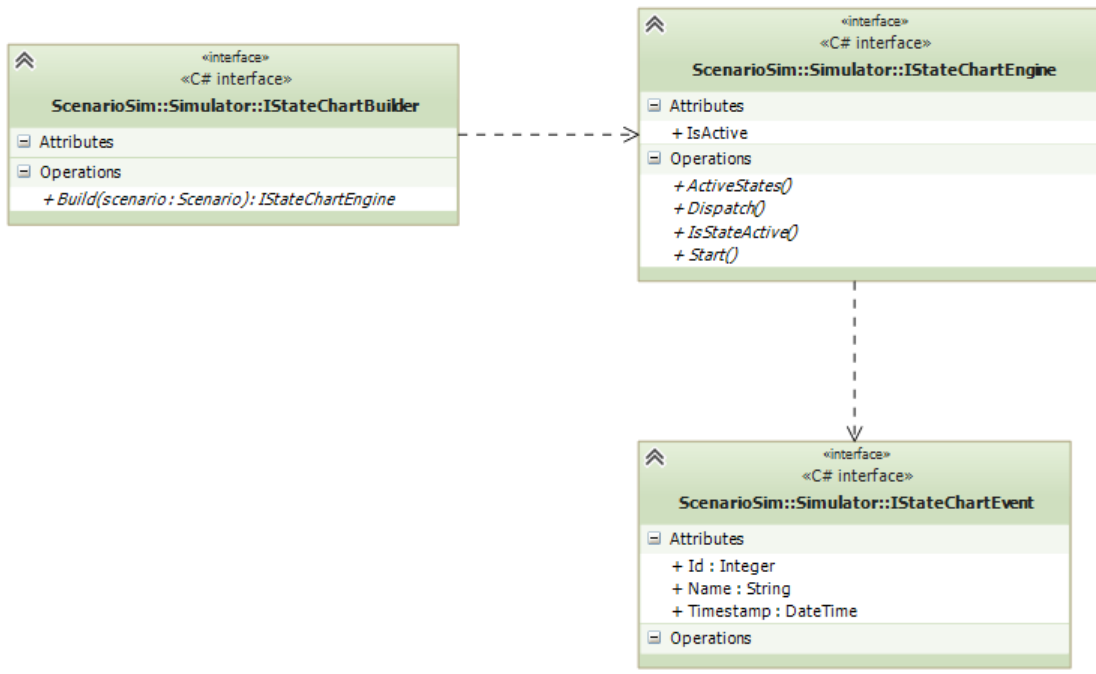 «interface»
«C# interface»
ScenarioSim::Simulator::IStateChartBuilder
Attributes
Operations
+ Build(scenario : Scenario): IStateChartEngine
«interface»
«C# interface»
ScenarioSim::Simulator::IStateChartEngine
Attributes
+ IsActive
Operations
+ ActiveStates()
+ Dispatch()
+ IsStateActive()
+ Start()
«interface»
«C# interface»
ScenarioSim::Simulator::IStateChartEvent
Attributes
+ Id : Integer
+ Name : String
+ Timestamp : DateTime
Operations